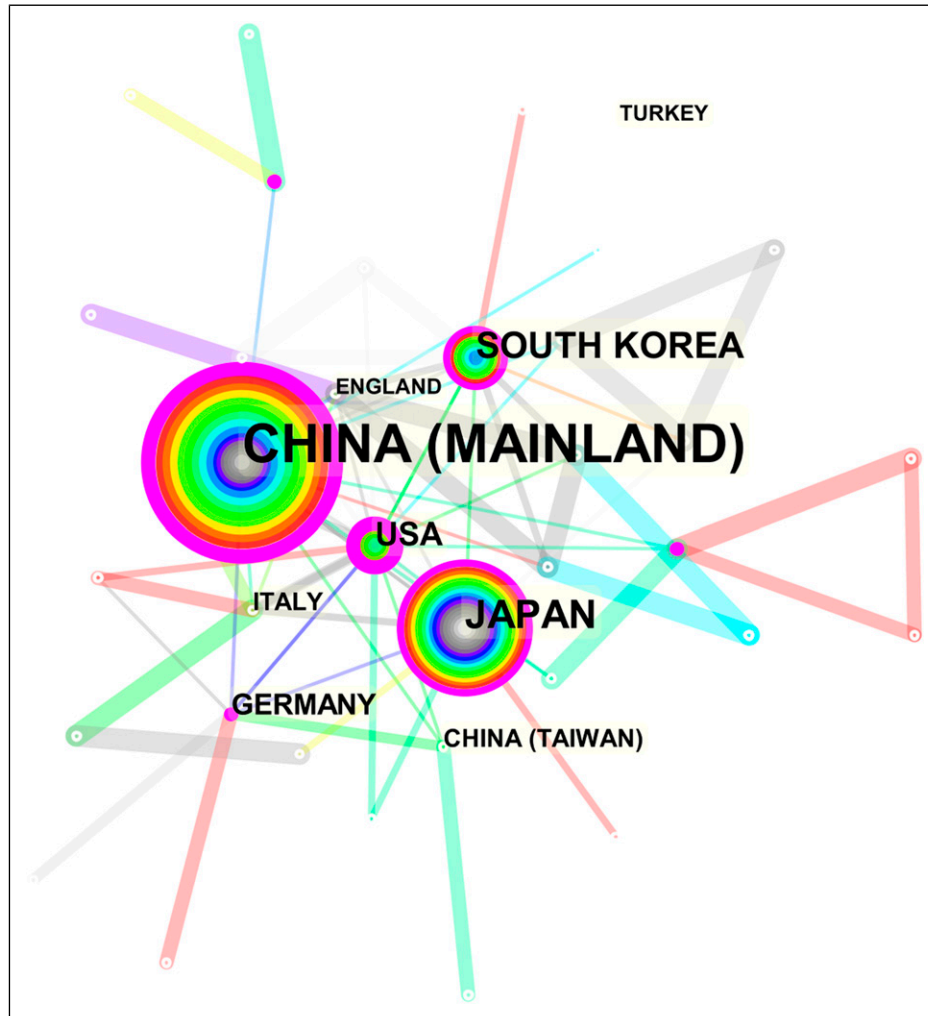 TURKEY
SOUTH KOREA
ENGLAND
CHINA (MAINLAND)
USA
ITALY
JAPAN
GERMANY
CHINA (TAIWAN)